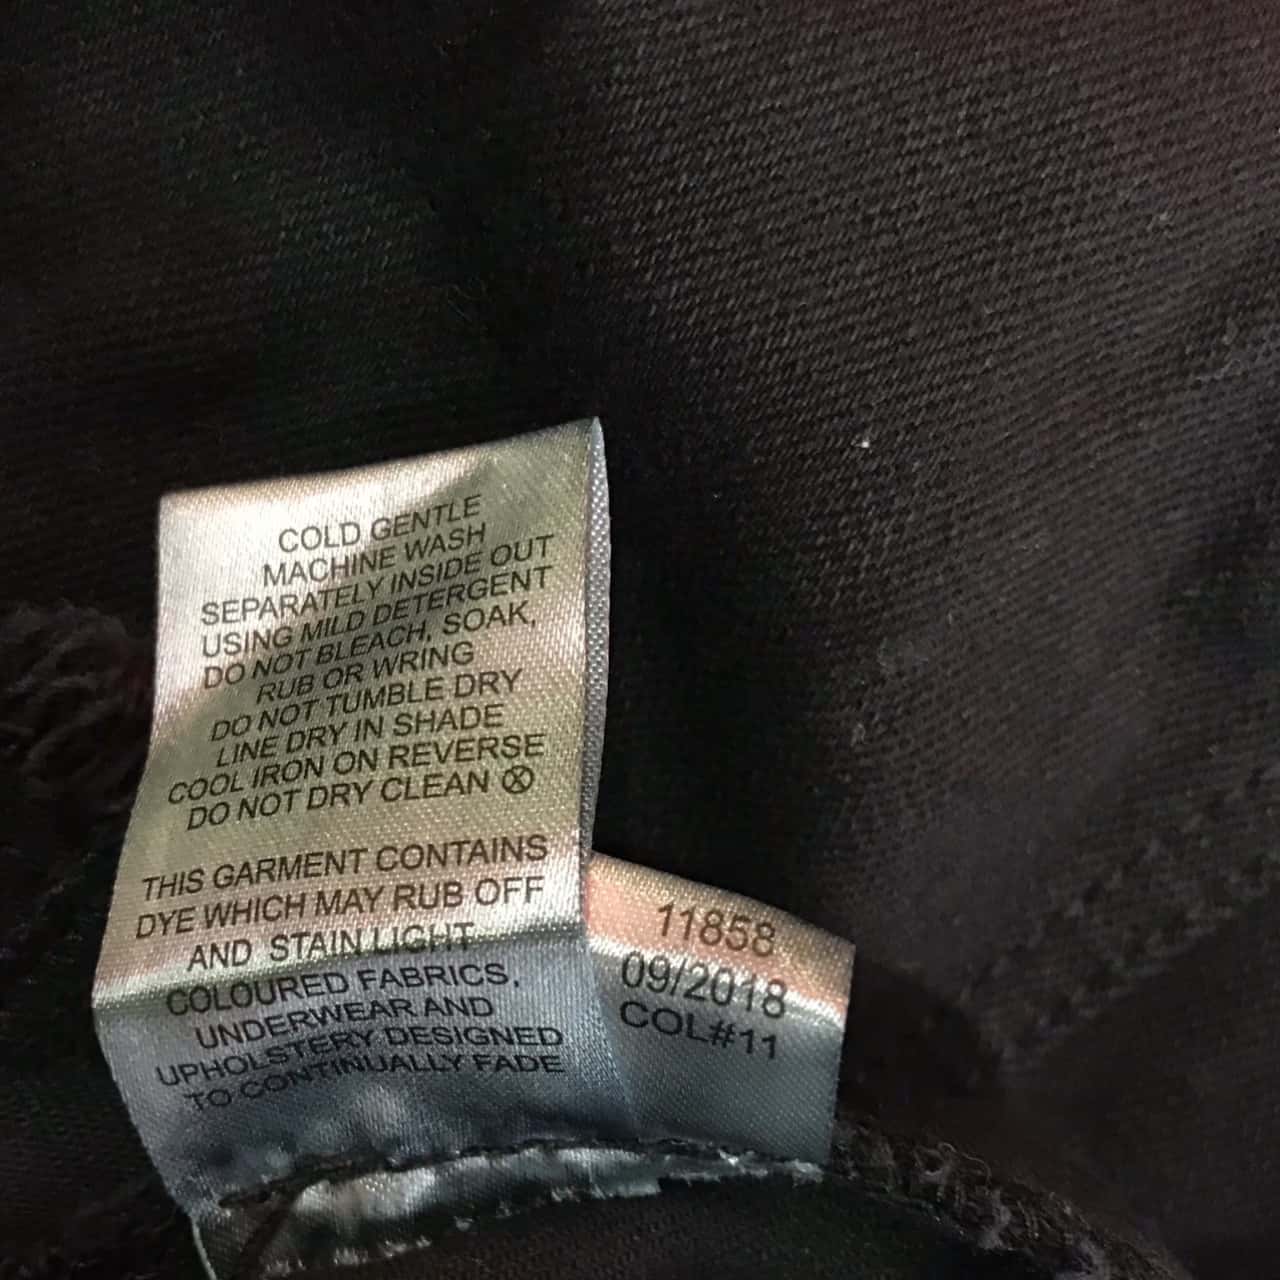 COLD GENTLE
MACHINE WASH
SEPARATELY INSIDE OUT
USING MILD DETERGENT
DO NOT BLEACH, SOAK,
RUB OR WRING
DO NOT TUMBLE DRY
LINE DRY IN SHADE
COOL IRON ON REVERSE
DO NOT DRY CLEAN
THIS GARMENT CONTAINS
DYE WHICH MAY RUB OFF
AND STAIN LIGHT
COLOURED FABRICS,
UNDERWEAR AND
UPHOLSTERY DESIGNED
TO CONTINUALLY FADE
11858
09/2018
COL#11